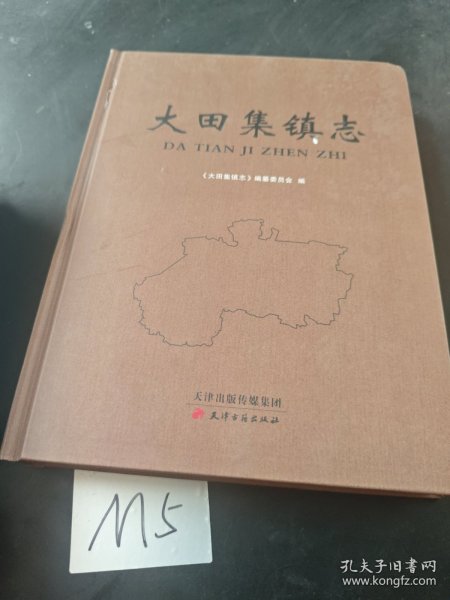 大田集镇志
DA TIAN JI ZHEN ZHI
《大田集镇志》编纂委员会 编
天津出版传媒集团
天津古籍出版社
M5
孔夫子旧书网
www.kongfz.com